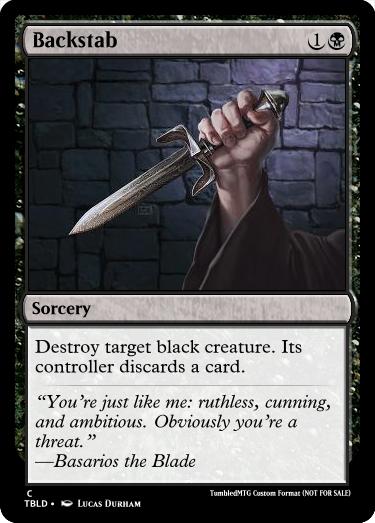 Backstab
1
Sorcery
Destroy target black creature. Its
controller discards a card.
“You’re just like me: ruthless, cunning,
and ambitious. Obviously you’re a
threat.”
—Basarios the Blade
C
TBLD • Lucas Durham
TumbledMTG Custom Format (NOT FOR SALE)